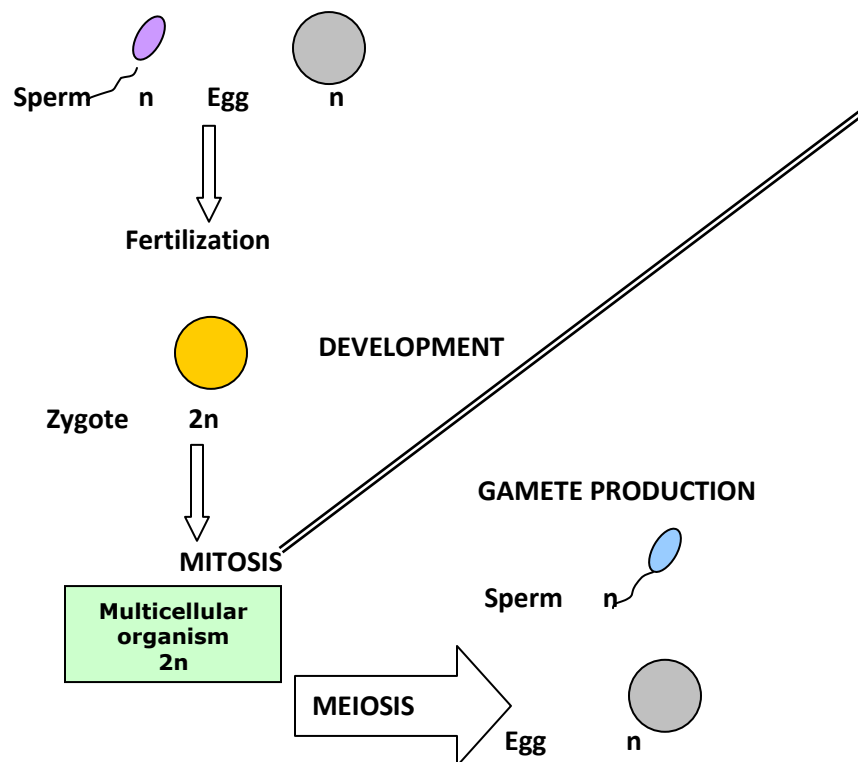 Sperm n Egg n
Fertilization
DEVELOPMENT
Zygote 2n
GAMETE PRODUCTION
MITOSIS
Sperm n
Multicellular
organism
2n
MEIOSIS
Egg n